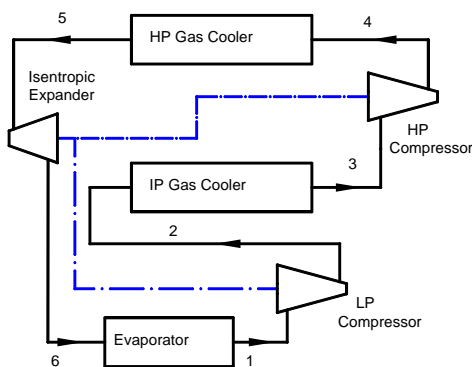 5
4
HP Gas Cooler
Isentropic
Expander
HP
Compressor
3
IP Gas Cooler
2
LP
Compressor
Evaporator
6
1